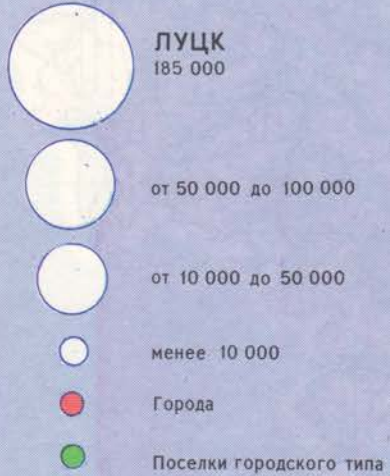 ЛУЦК
185 000
от 50 000 до 100 000
от 10 000 до 50 000
менее 10 000
Города
Поселки городского типа